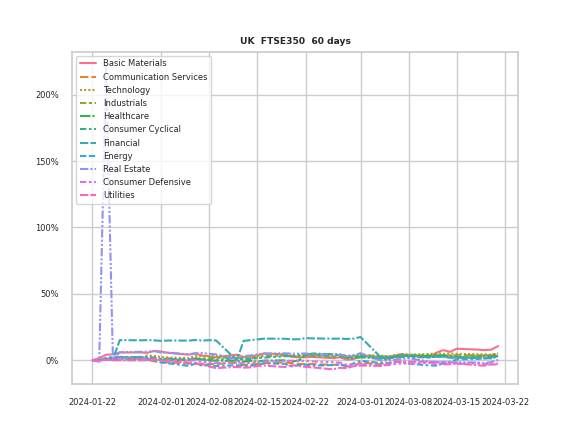 UK  FTSE350  60 days
Basic Materials
Communication Services
Technology
Industrials
Healthcare
Consumer Cyclical
Financial
Energy
Real Estate
Consumer Defensive
Utilities
200%
150%
100%
50%
0%
2024-01-22
2024-02-01
2024-02-08
2024-02-15
2024-02-22
2024-03-01
2024-03-08
2024-03-15
2024-03-22